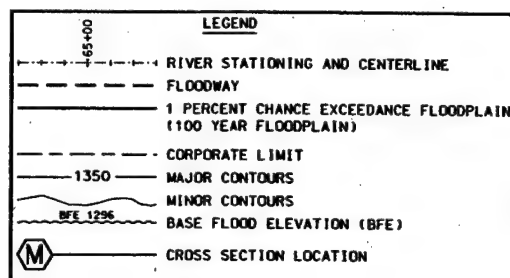 LEGEND
65+00
RIVER STATIONING AND CENTERLINE
FLOODWAY
1 PERCENT CHANCE EXCEEDANCE FLOODPLAIN
(100 YEAR FLOODPLAIN)
CORPORATE LIMIT
1350 MAJOR CONTOURS
MINOR CONTOURS
BFE 1296
BASE FLOOD ELEVATION (BFE)
M CROSS SECTION LOCATION